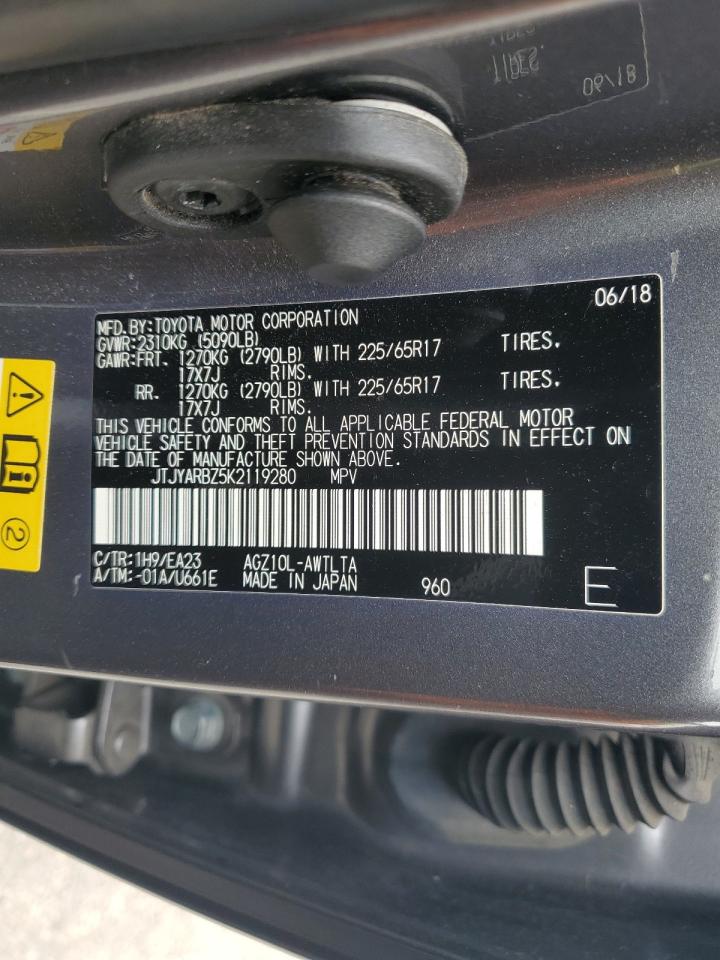 TIRES.
06/18
06/18
MFD.BY:TOYOTA MOTOR CORPORATION
GVWR:2310KG (5090LB)
GAWR:FRT. 1270KG (2790LB) WITH 225/65R17 TIRES.
17X7J RIMS.
RR. 1270KG (2790LB) WITH 225/65R17 TIRES.
17X7J RIMS.
THIS VEHICLE CONFORMS TO ALL APPLICABLE FEDERAL MOTOR
VEHICLE SAFETY AND THEFT PREVENTION STANDARDS IN EFFECT ON
THE DATE OF MANUFACTURE SHOWN ABOVE.
JTJYARBZ5K2119280 MPV
C/TR:1H9/EA23 AGZ10L-AWTLTA
A/TM:-01A/U661E MADE IN JAPAN 960 E
2